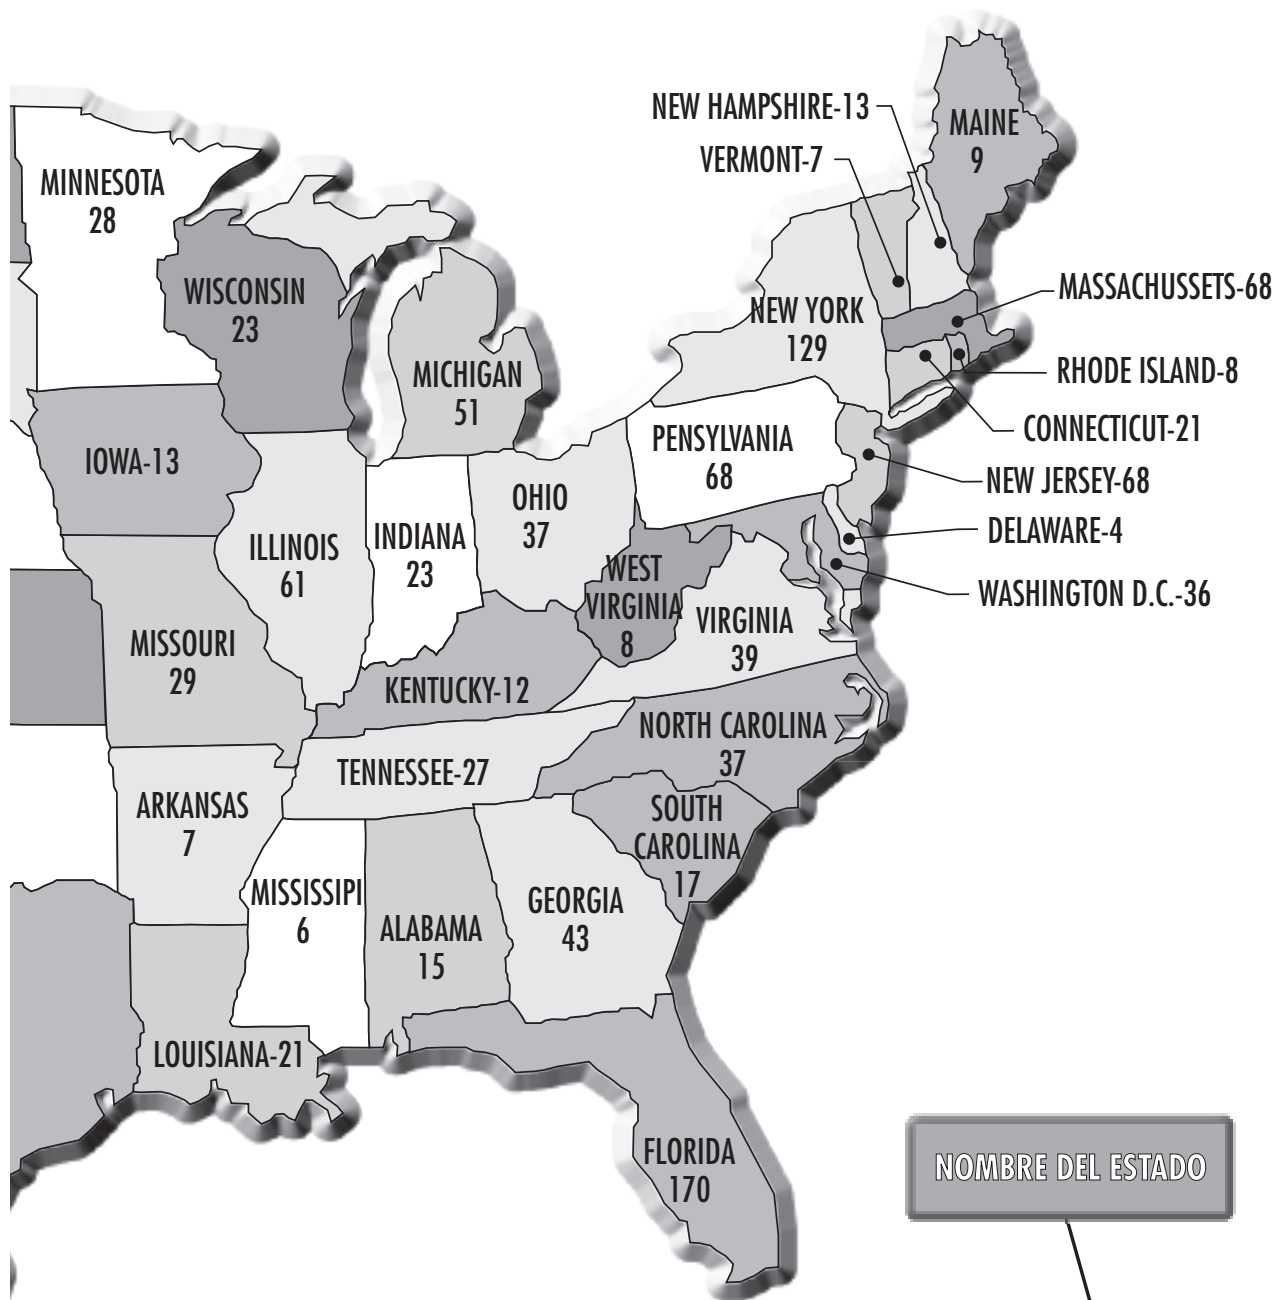 NEW HAMPSHIRE-13
MAINE
9
VERMONT-7
MINNESOTA
28
WISCONSIN
23
MASSACHUSSETS-68
NEW YORK
129
MICHIGAN
51
RHODE ISLAND-8
CONNECTICUT-21
PENSYLVANIA
68
IOWA-13
NEW JERSEY-68
OHIO
37
DELAWARE-4
ILLINOIS
61
INDIANA
23
WEST
VIRGINIA
8
WASHINGTON D.C.-36
VIRGINIA
39
MISSOURI
29
KENTUCKY-12
NORTH CAROLINA
37
TENNESSEE-27
ARKANSAS
7
SOUTH
CAROLINA
17
MISSISSIPI
6
GEORGIA
43
ALABAMA
15
LOUISIANA-21
FLORIDA
170
NOMBRE DEL ESTADO